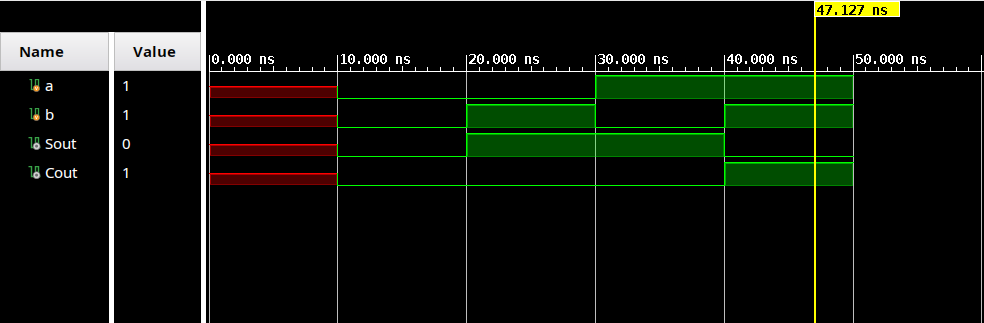 47.127 ns
Name Value
0.000 ns 10.000 ns 20.000 ns 30.000 ns 40.000 ns 50.000 ns
a 1
b 1
Sout 0
Cout 1